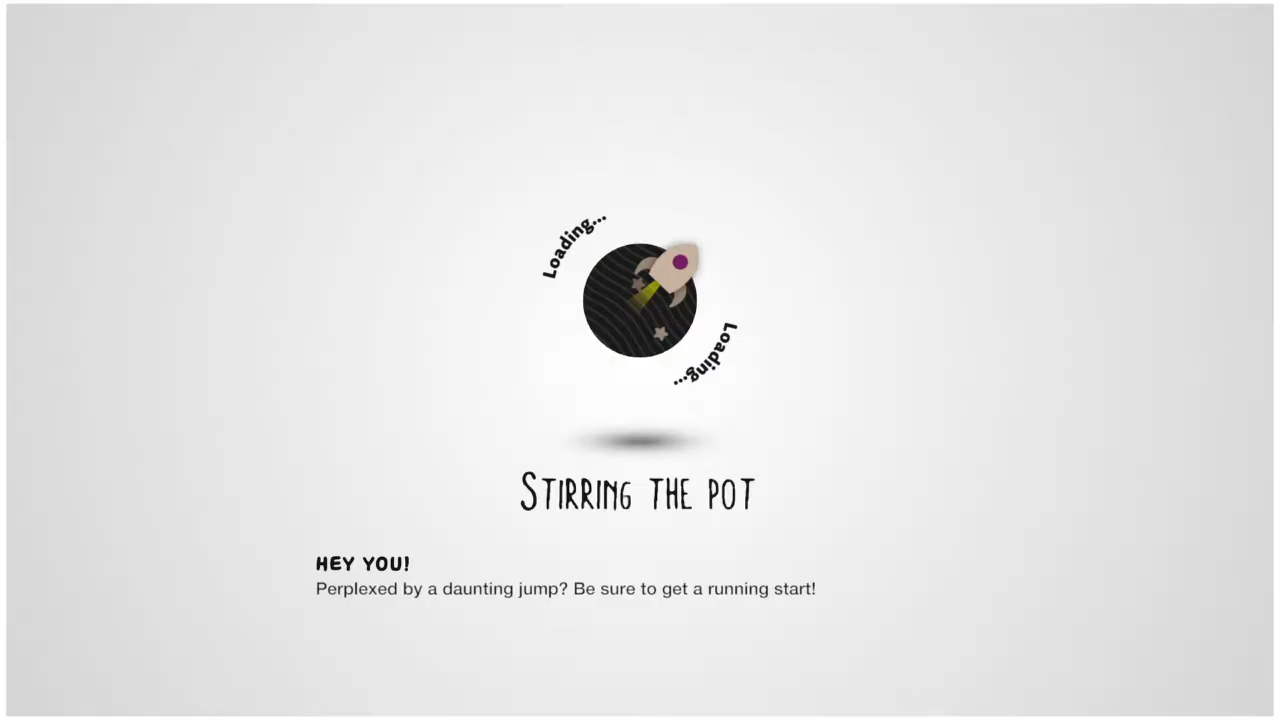 Loading...
Loading...
Stirring the pot
HEY YOU!
Perplexed by a daunting jump? Be sure to get a running start!